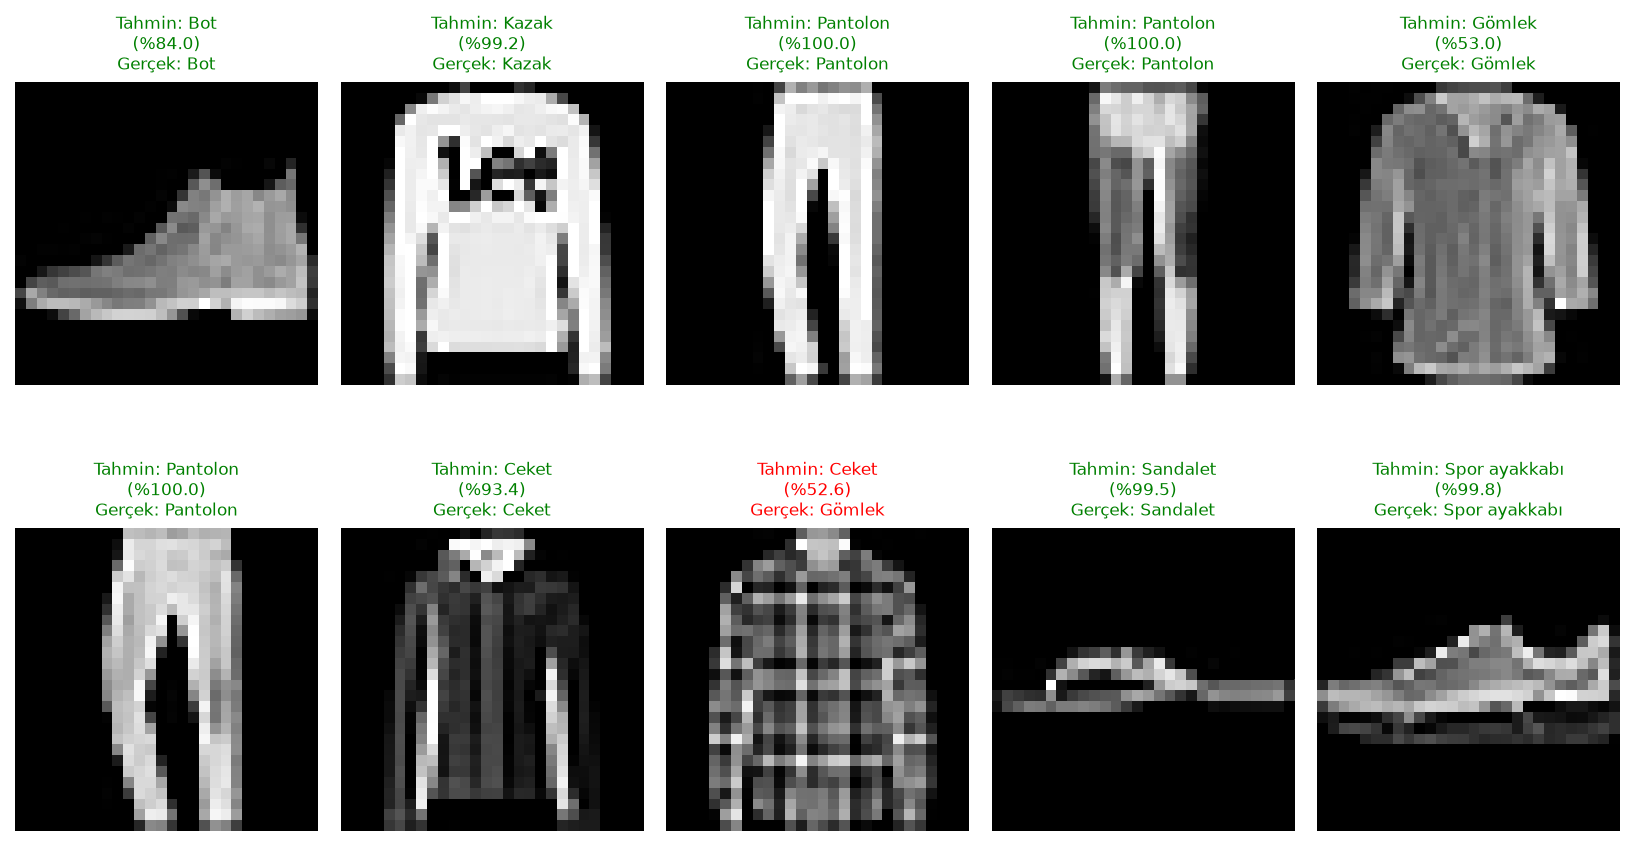 Tahmin: Bot
(%84.0)
Gerçek: Bot
Tahmin: Kazak
(%99.2)
Gerçek: Kazak
Tahmin: Pantolon
(%100.0)
Gerçek: Pantolon
Tahmin: Pantolon
(%100.0)
Gerçek: Pantolon
Tahmin: Gömlek
(%53.0)
Gerçek: Gömlek
Tahmin: Pantolon
(%100.0)
Gerçek: Pantolon
Tahmin: Ceket
(%93.4)
Gerçek: Ceket
Tahmin: Ceket
(%52.6)
Gerçek: Gömlek
Tahmin: Sandalet
(%99.5)
Gerçek: Sandalet
Tahmin: Spor ayakkabı
(%99.8)
Gerçek: Spor ayakkabı